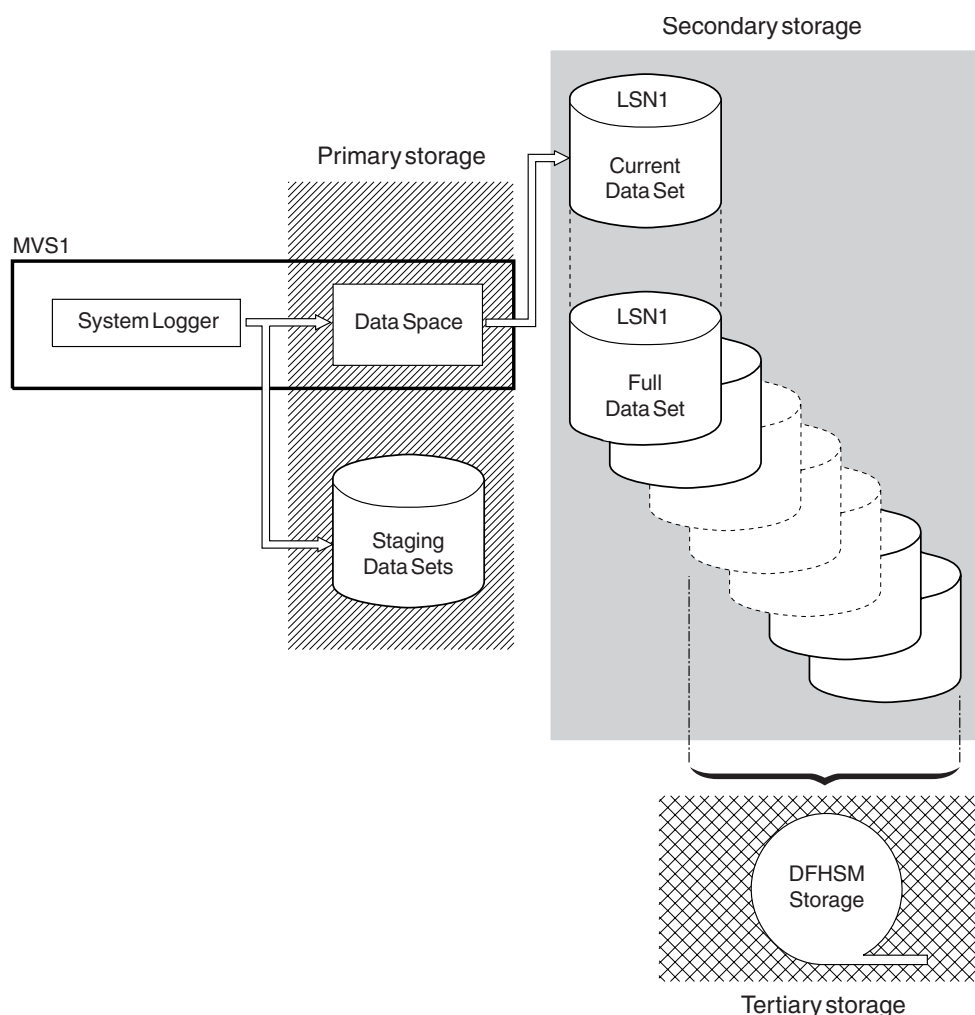 Secondary storage
LSN1
Current
Data Set
Primary storage
MVS1
System Logger
Data Space
LSN1
Full
Data Set
Staging
Data Sets
DFHSM
Storage
Tertiary storage